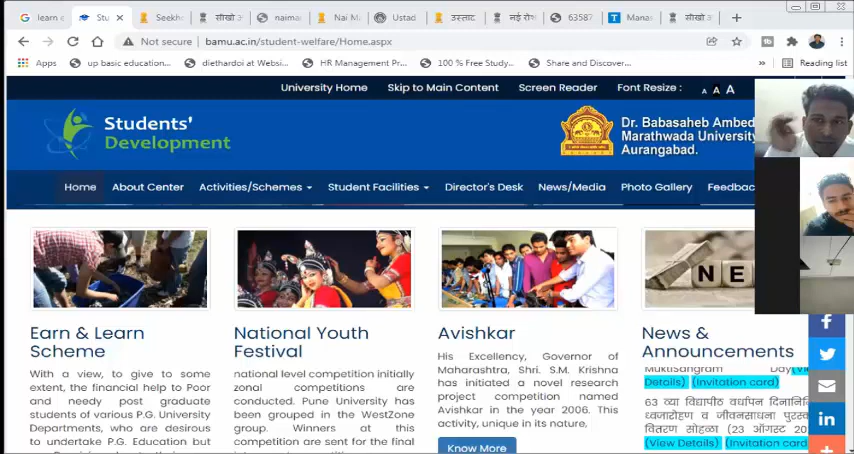 learn e
Stu
Seekh
सीखो
naima
Nai M
Ustad
उस्ताद
नई रोश
63587
Manas
सीखो
Not secure
bamu.ac.in/student-welfare/Home.aspx
Apps
up basic education...
diethardoi at Websi...
HR Management Pr...
100 % Free Study...
Share and Discover...
»
Reading list
University Home
Skip to Main Content
Screen Reader
Font Resize :
A A A
Students'
Development
Dr. Babasaheb Ambed
Marathwada University
Aurangabad.
Home
About Center
Activities/Schemes
Student Facilities
Director's Desk
News/Media
Photo Gallery
Feedbac
NE
Earn & Learn
Scheme
With a view, to give to some
extent, the financial help to Poor
and needy post graduate
students of various P.G. University
Departments, who are desirous
to undertake P.G. Education but
National Youth
Festival
national level competition initially
zonal competitions are
conducted. Pune University has
been grouped in the WestZone
group. Winners at this
competition are sent for the final
Avishkar
His Excellency, Governor of
Maharashtra, Shri. S.M. Krishna
has initiated a novel research
project competition named
Avishkar in the year 2006. This
activity, unique in its nature,
Know More
News &
Announcements
Muktisangram Day(Vi
Details) (Invitation card)
63 व्या विद्यापीठ वर्धापन दिनानिमि
ध्वजारोहण व जीवनसाधना पुरस्क
वितरण सोहळा (23 ऑगस्ट 20
(View Details) (Invitation card